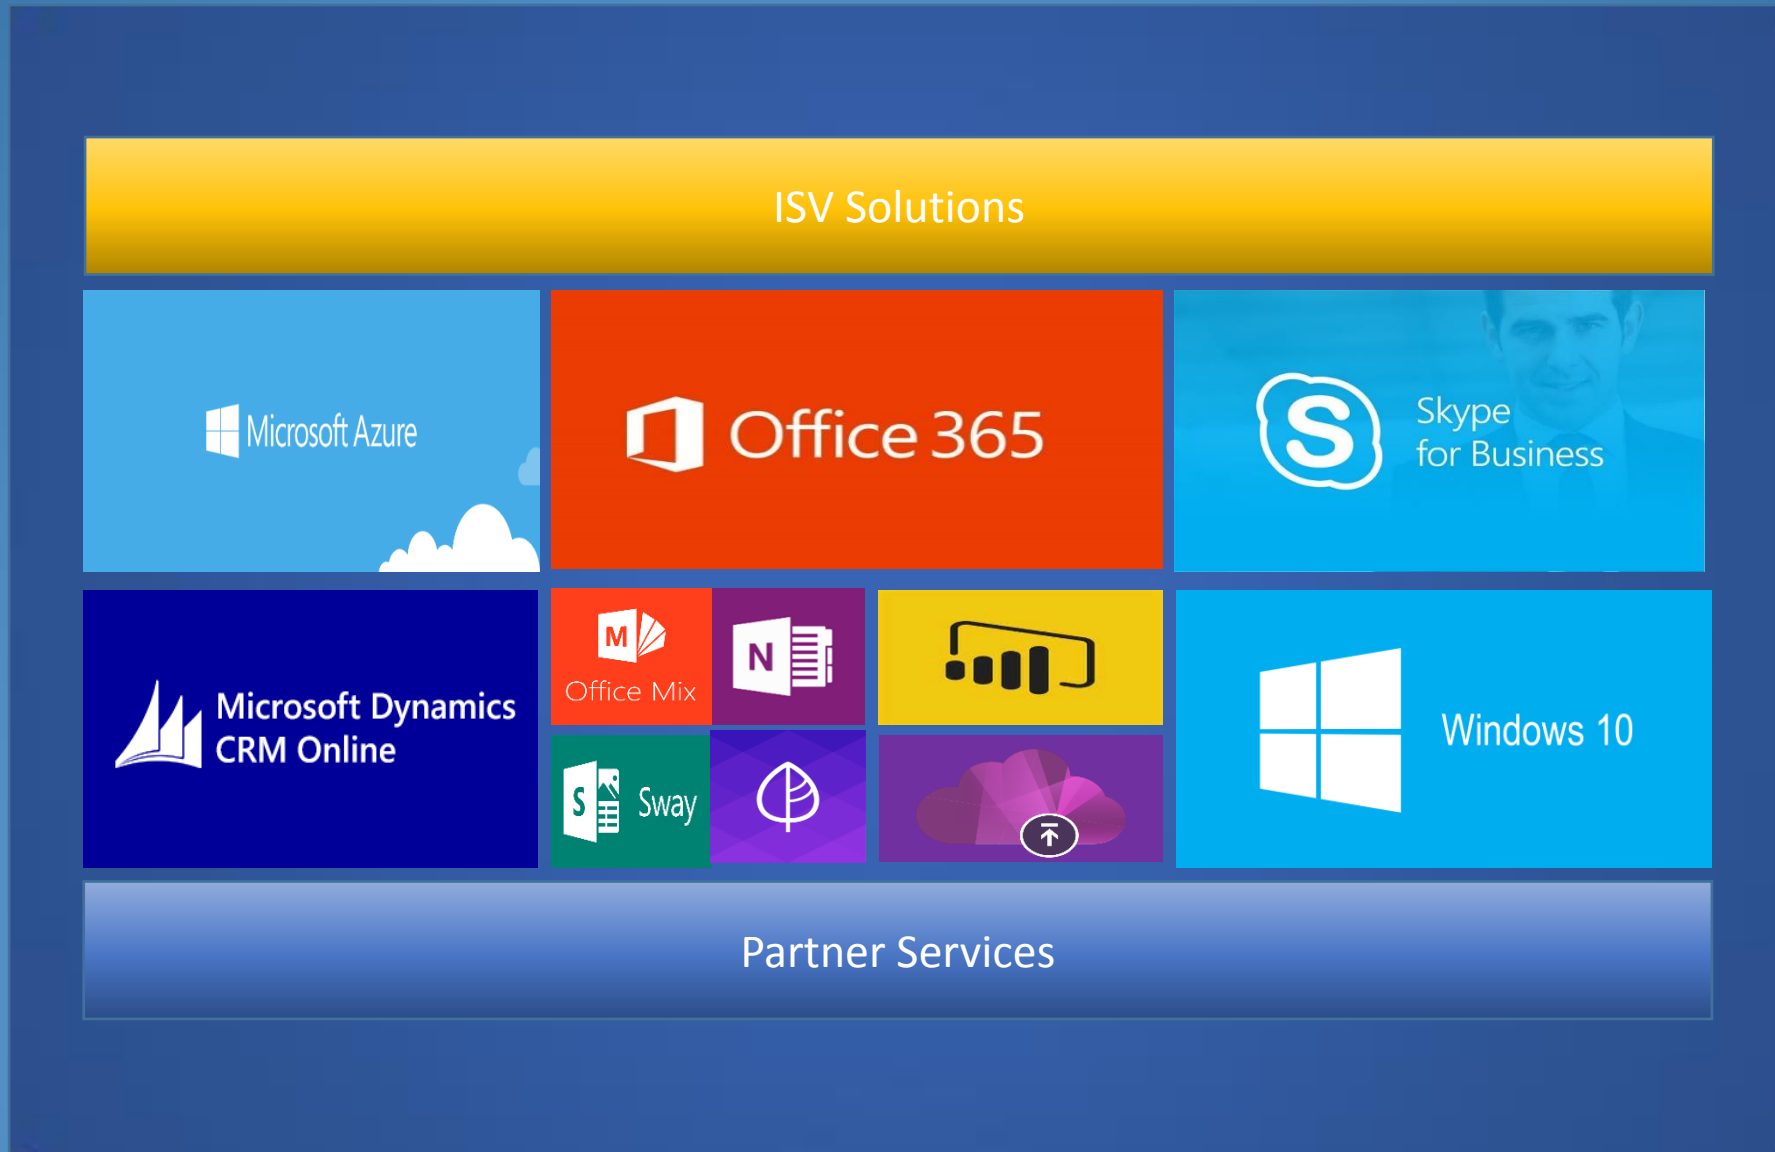 ISV Solutions
Microsoft Azure
Office 365
Skype
for Business
Microsoft Dynamics
CRM Online
M
Office Mix
N
S
Sway
Windows 10
Partner Services